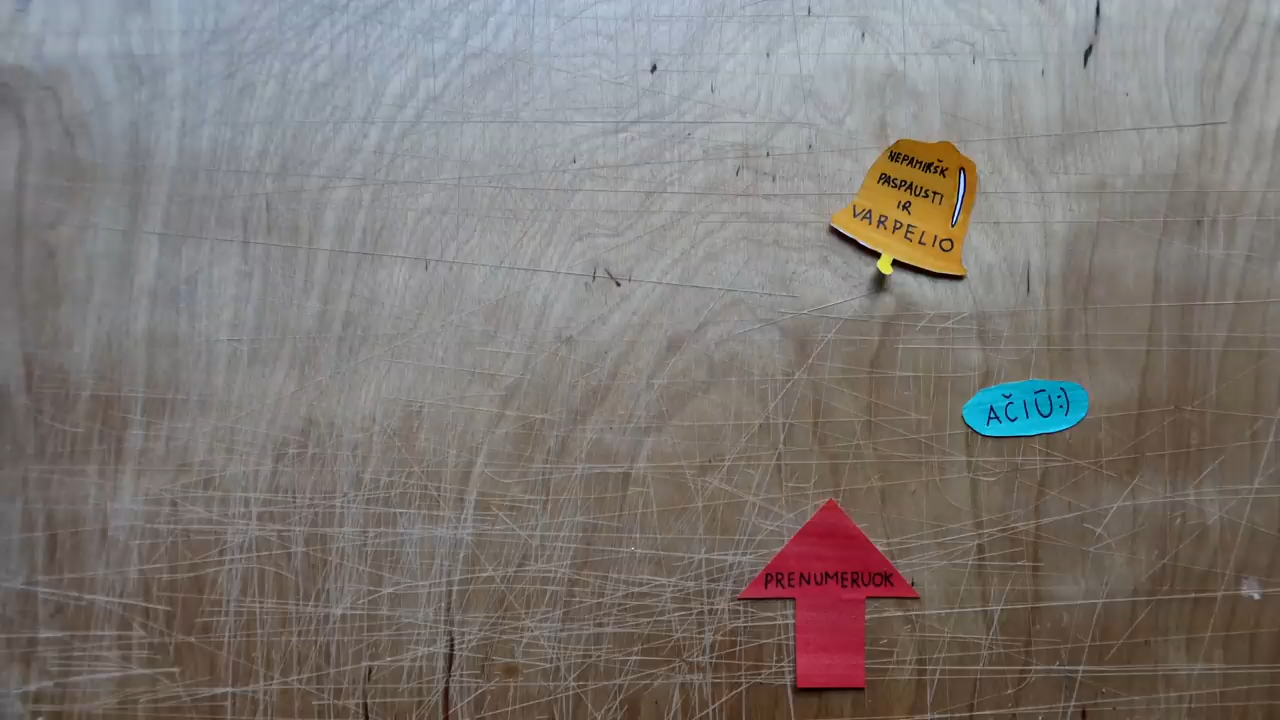 NEPAMIRŠK
PASPAUSTI
IR
VARPELIO
AČIŪ:)
PRENUMERUOK